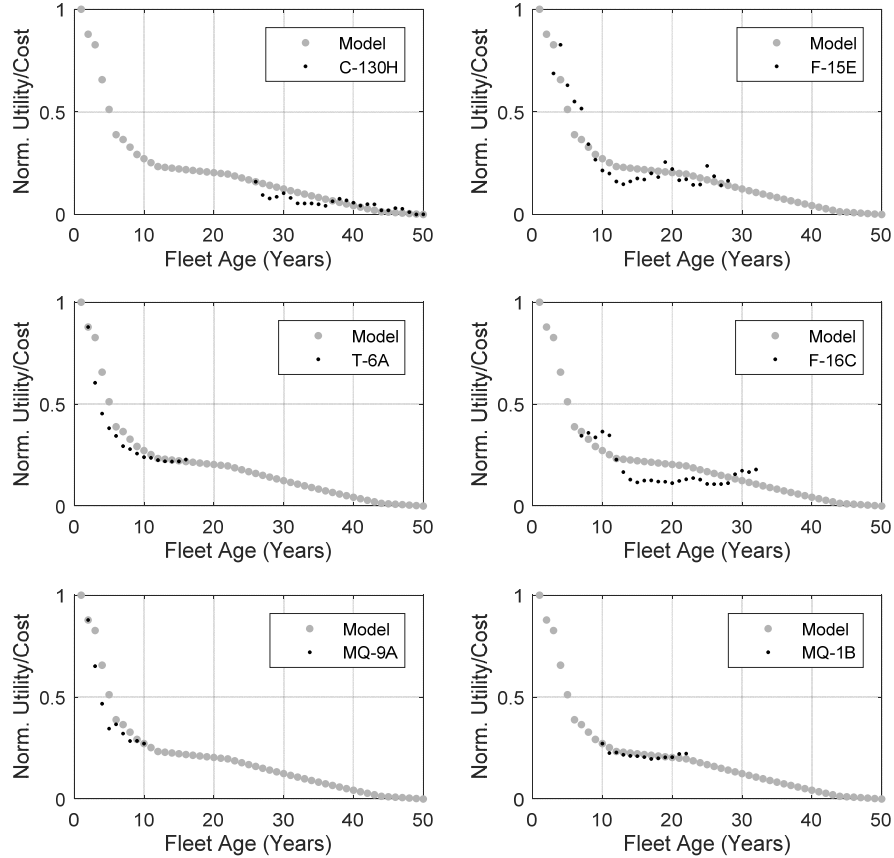 Norm. Utility/Cost
1
0.5
0
Model
C-130H
0 10 20 30 40 50
Fleet Age (Years)
Norm. Utility/Cost
1
0.5
0
Model
F-15E
0 10 20 30 40 50
Fleet Age (Years)
Norm. Utility/Cost
1
0.5
0
Model
T-6A
0 10 20 30 40 50
Fleet Age (Years)
Norm. Utility/Cost
1
0.5
0
Model
F-16C
0 10 20 30 40 50
Fleet Age (Years)
Norm. Utility/Cost
1
0.5
0
Model
MQ-9A
0 10 20 30 40 50
Fleet Age (Years)
Norm. Utility/Cost
1
0.5
0
Model
MQ-1B
0 10 20 30 40 50
Fleet Age (Years)